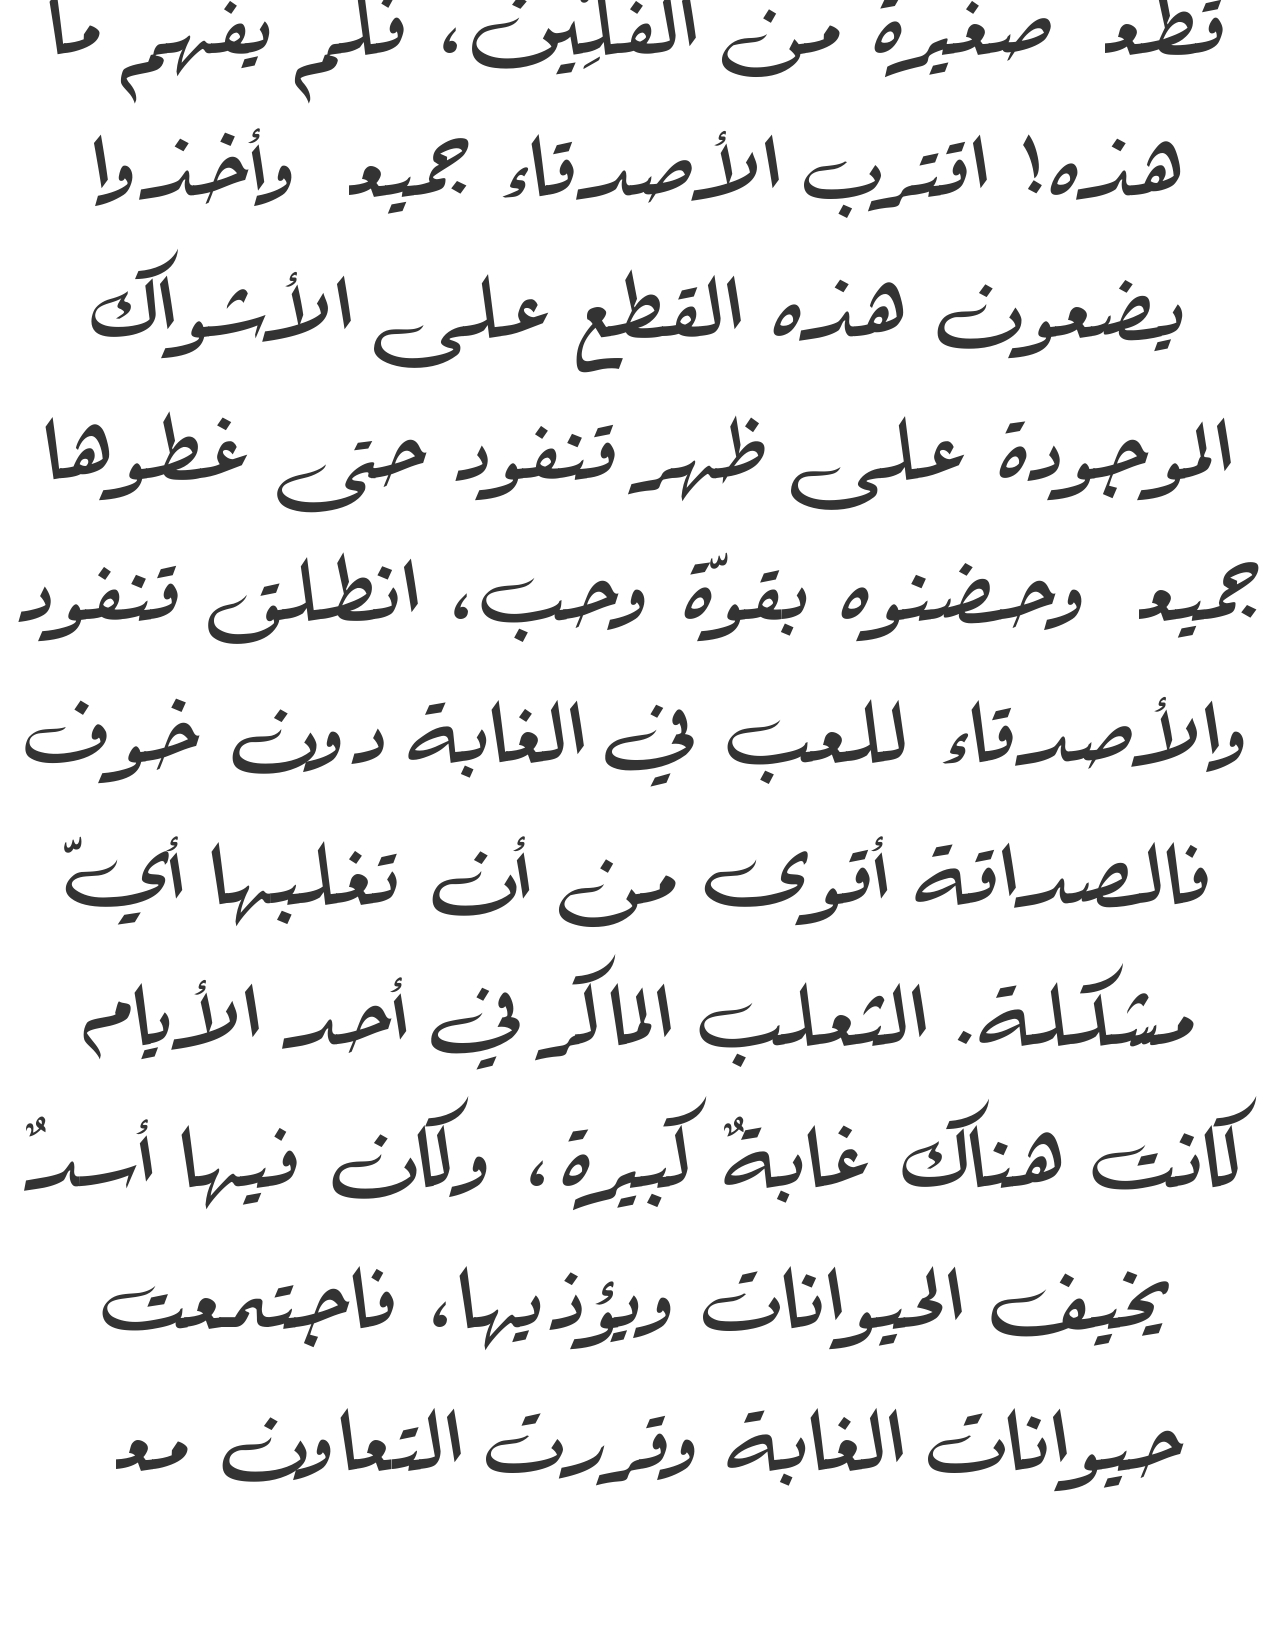 قطع صغيرة من الفلِّين، فلم يفهم ما
هذه! اقترب الأصدقاء جميع وأخذوا
يضعون هذه القطع على الأشواك
الموجودة على ظهر قنفود حتى غطوها
جميع وحضنوه بقوّة وحب، انطلق قنفود
والأصدقاء للعب في الغابة دون خوف
فالصداقة أقوى من أن تغلبها أيّ
مشكلة. الثعلب الماكر في أحد الأيام
كانت هناك غابةٌ كبيرة، وكان فيها أسدٌ
يخيف الحيوانات ويؤذيها، فاجتمعت
حيوانات الغابة وقررت التعاون مع